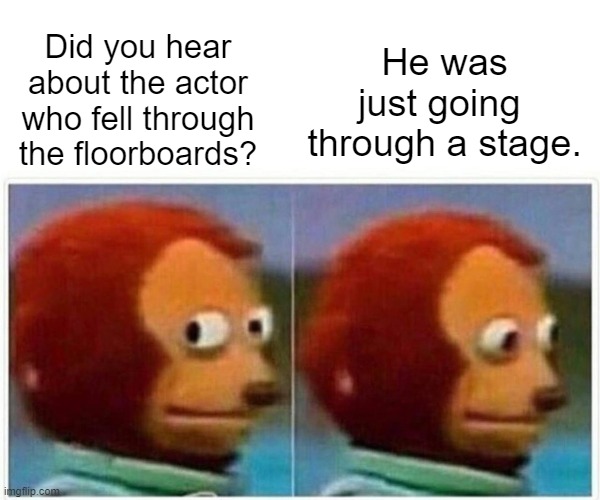 Did you hear
about the actor
who fell through
the floorboards?
He was
just going
through a stage.
imgflip.com